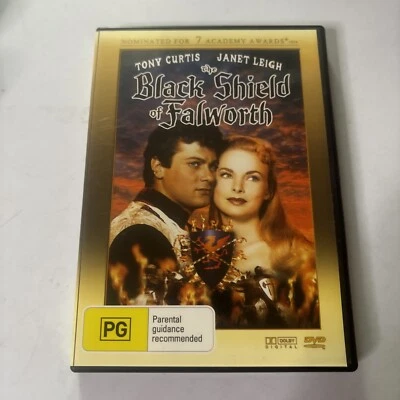 NOMINATED FOR 7 ACADEMY AWARDS
TONY CURTIS JANET LEIGH
the
Black Shield
of Falworth
PG
Parental
guidance
recommended
DOLBY
DIGITAL
DVD